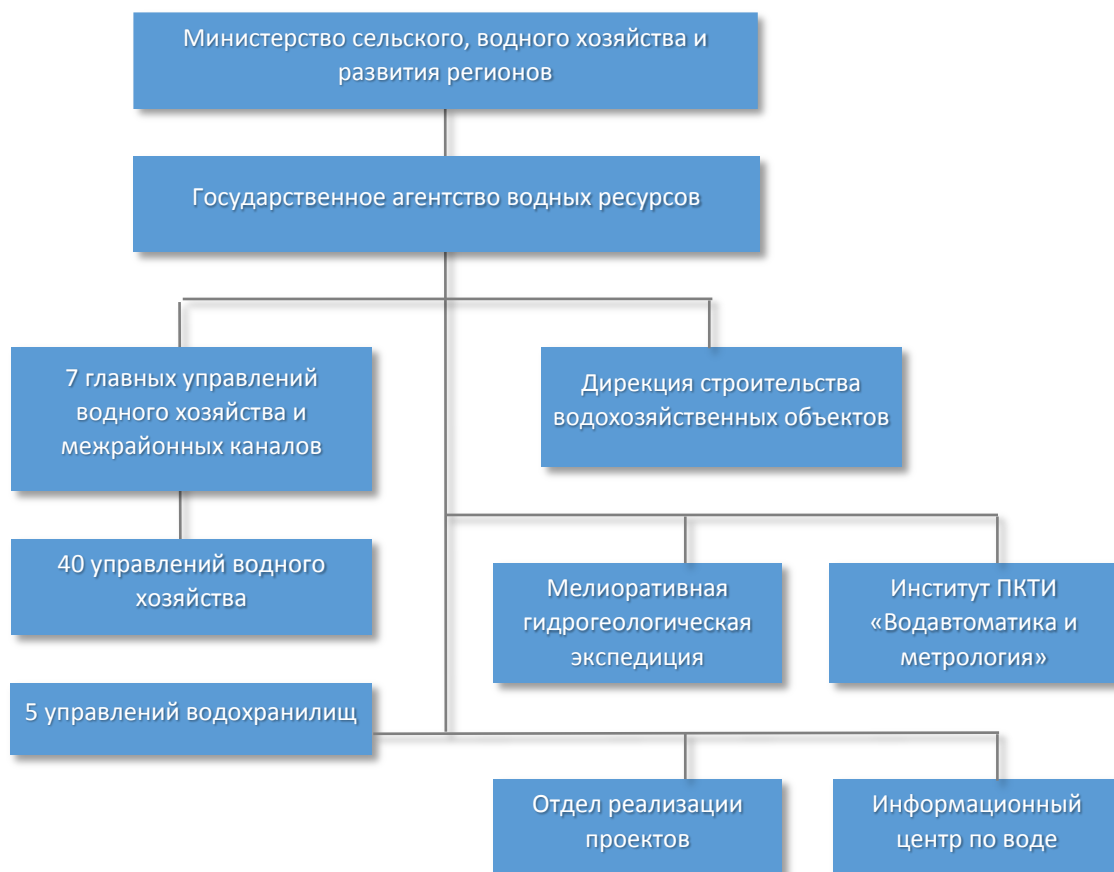 Министерство сельского, водного хозяйства и
развития регионов
Государственное агентство водных ресурсов
7 главных управлений
водного хозяйства и
межрайонных каналов
Дирекция строительства
водохозяйственных объектов
40 управлений водного
хозяйства
Мелиоративная
гидрогеологическая
экспедиция
Институт ПКТИ
«Водавтоматика и
метрология»
5 управлений водохранилищ
Отдел реализации
проектов
Информационный
центр по воде